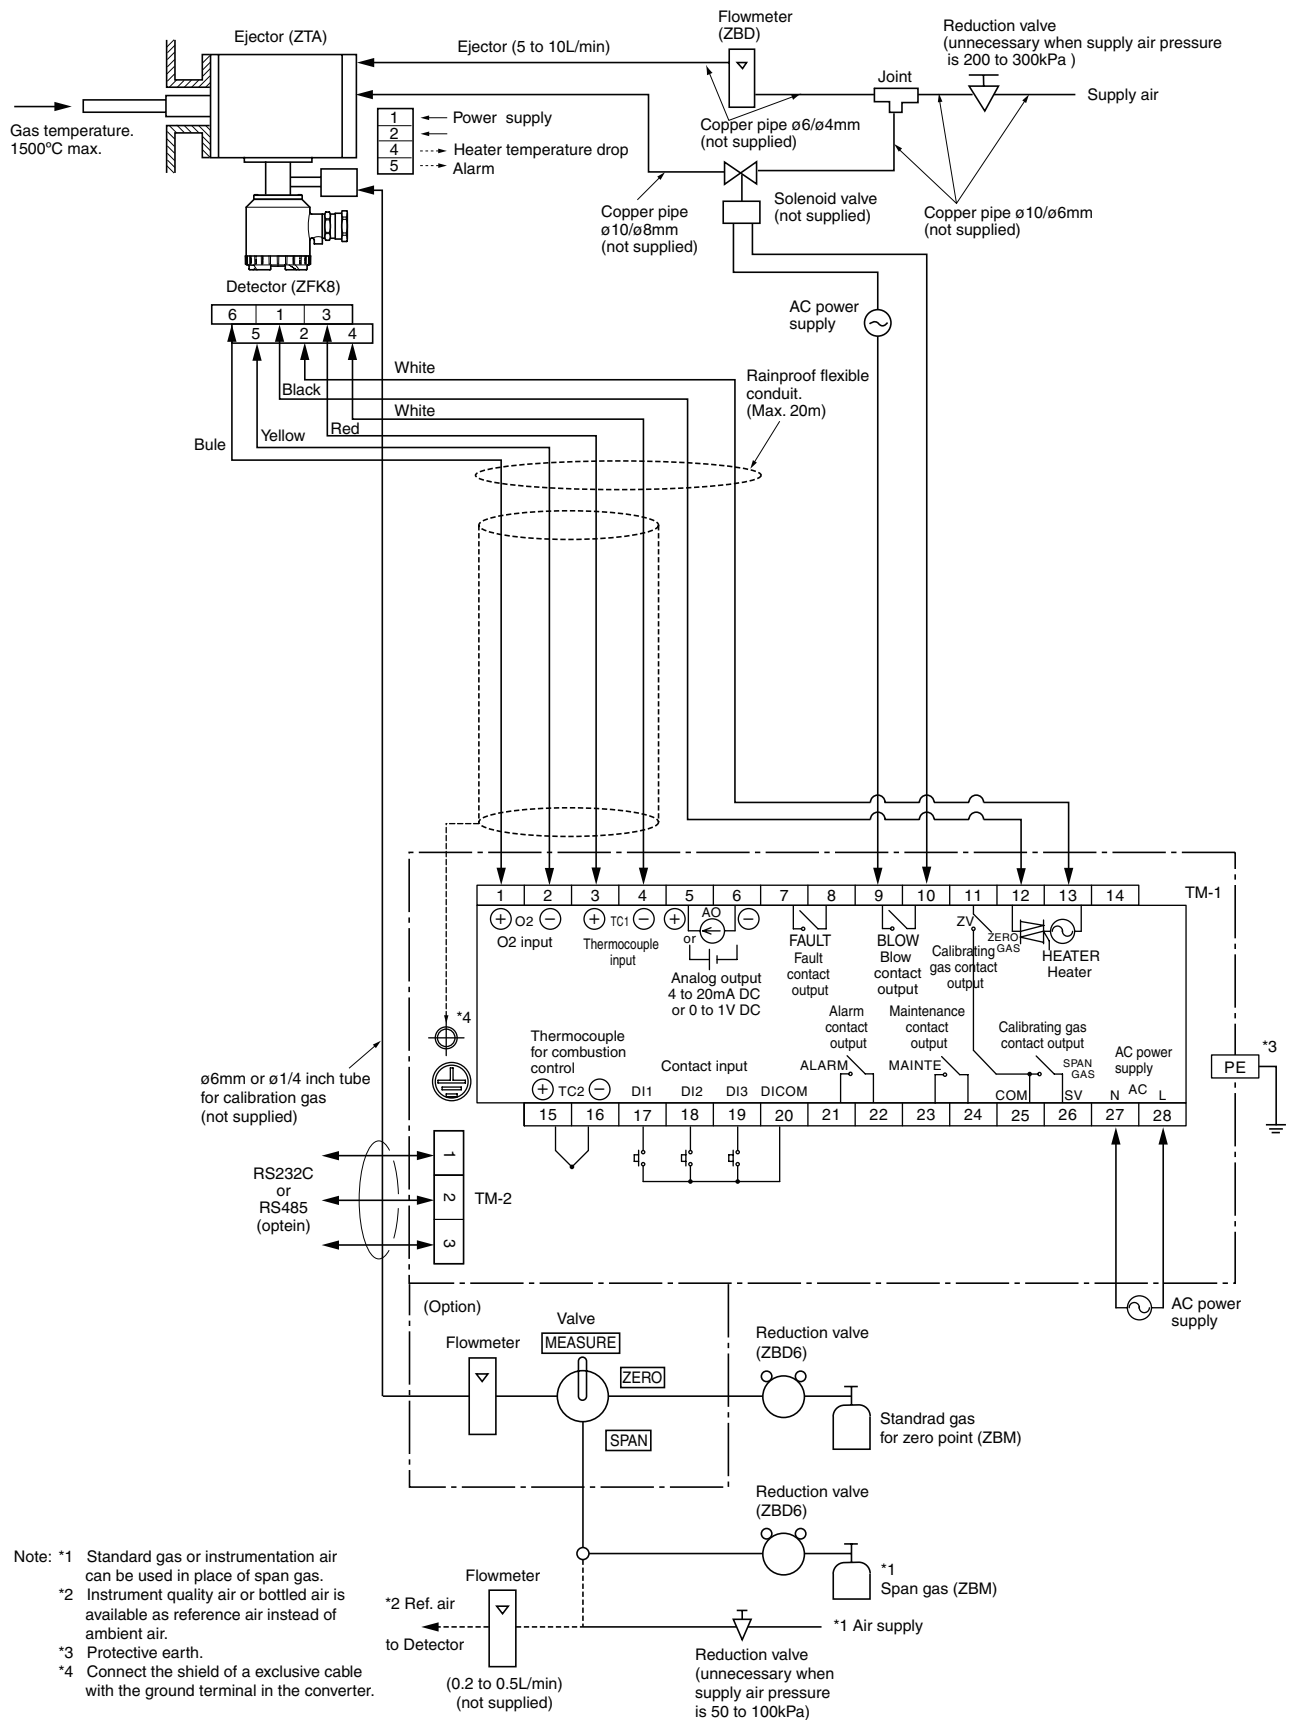 Ejector (ZTA)
Gas temperature.
1500ºC max.
Ejector (5 to 10L/min)
Flowmeter
(ZBD)
Reduction valve
(unnecessary when supply air pressure
is 200 to 300kPa )
Joint
Supply air
Copper pipe ø6/ø4mm
(not supplied)
1 Power supply
2
4 Heater temperature drop
5 Alarm
Copper pipe
ø10/ø8mm
(not supplied)
Solenoid valve
(not supplied)
Copper pipe ø10/ø6mm
(not supplied)
Detector (ZFK8)
6 1 3
5 2 4
AC power
supply
White
Black
White
Red
Yellow
Bule
Rainproof flexible
conduit.
(Max. 20m)
1 2 3 4 5 6 7 8 9 10 11 12 13 14
TM-1
+ O2 −
O2 input
+ TC1 −
Thermocouple
input
+ AO −
or
Analog output
4 to 20mA DC
or 0 to 1V DC
FAULT
Fault
contact
output
BLOW
Blow
contact
output
ZV
ZERO
GAS
Calibrating
gas contact
output
HEATER
Heater
*4
Thermocouple
for combustion
control
+ TC2 −
Contact input
DI1 DI2 DI3 DICOM
Alarm
contact
output
ALARM
Maintenance
contact
output
MAINTE
Calibrating gas
contact output
SPAN
GAS
COM
SV
AC power
supply
N AC L
15 16 17 18 19 20 21 22 23 24 25 26 27 28
*3
PE
ø6mm or ø1/4 inch tube
for calibration gas
(not supplied)
RS232C
or
RS485
(optein)
1
2
3
TM-2
AC power
supply
(Option)
Flowmeter
Valve
MEASURE
ZERO
SPAN
Reduction valve
(ZBD6)
Standrad gas
for zero point (ZBM)
Reduction valve
(ZBD6)
*1
Span gas (ZBM)
Flowmeter
*2 Ref. air
to Detector
(0.2 to 0.5L/min)
(not supplied)
*1 Air supply
Reduction valve
(unnecessary when
supply air pressure
is 50 to 100kPa)
Note: *1 Standard gas or instrumentation air
can be used in place of span gas.
*2 Instrument quality air or bottled air is
available as reference air instead of
ambient air.
*3 Protective earth.
*4 Connect the shield of a exclusive cable
with the ground terminal in the converter.